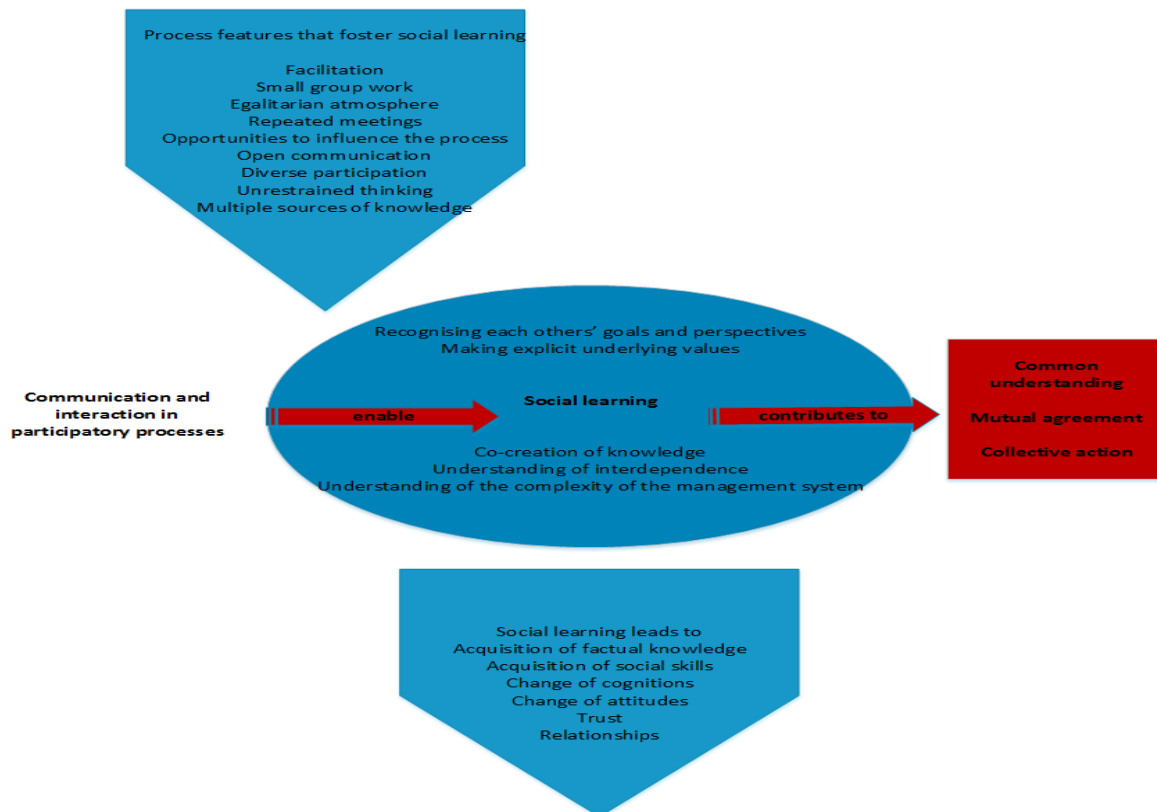 Process features that foster social learning
Facilitation
Small group work
Egalitarian atmosphere
Repeated meetings
Opportunities to influence the process
Open communication
Diverse participation
Unrestrained thinking
Multiple sources of knowledge
Communication and
interaction in
participatory processes
enable
Recognising each others’ goals and perspectives
Making explicit underlying values
Social learning
Co-creation of knowledge
Understanding of interdependence
Understanding of the complexity of the management system
contributes to
Common
understanding
Mutual agreement
Collective action
Social learning leads to
Acquisition of factual knowledge
Acquisition of social skills
Change of cognitions
Change of attitudes
Trust
Relationships